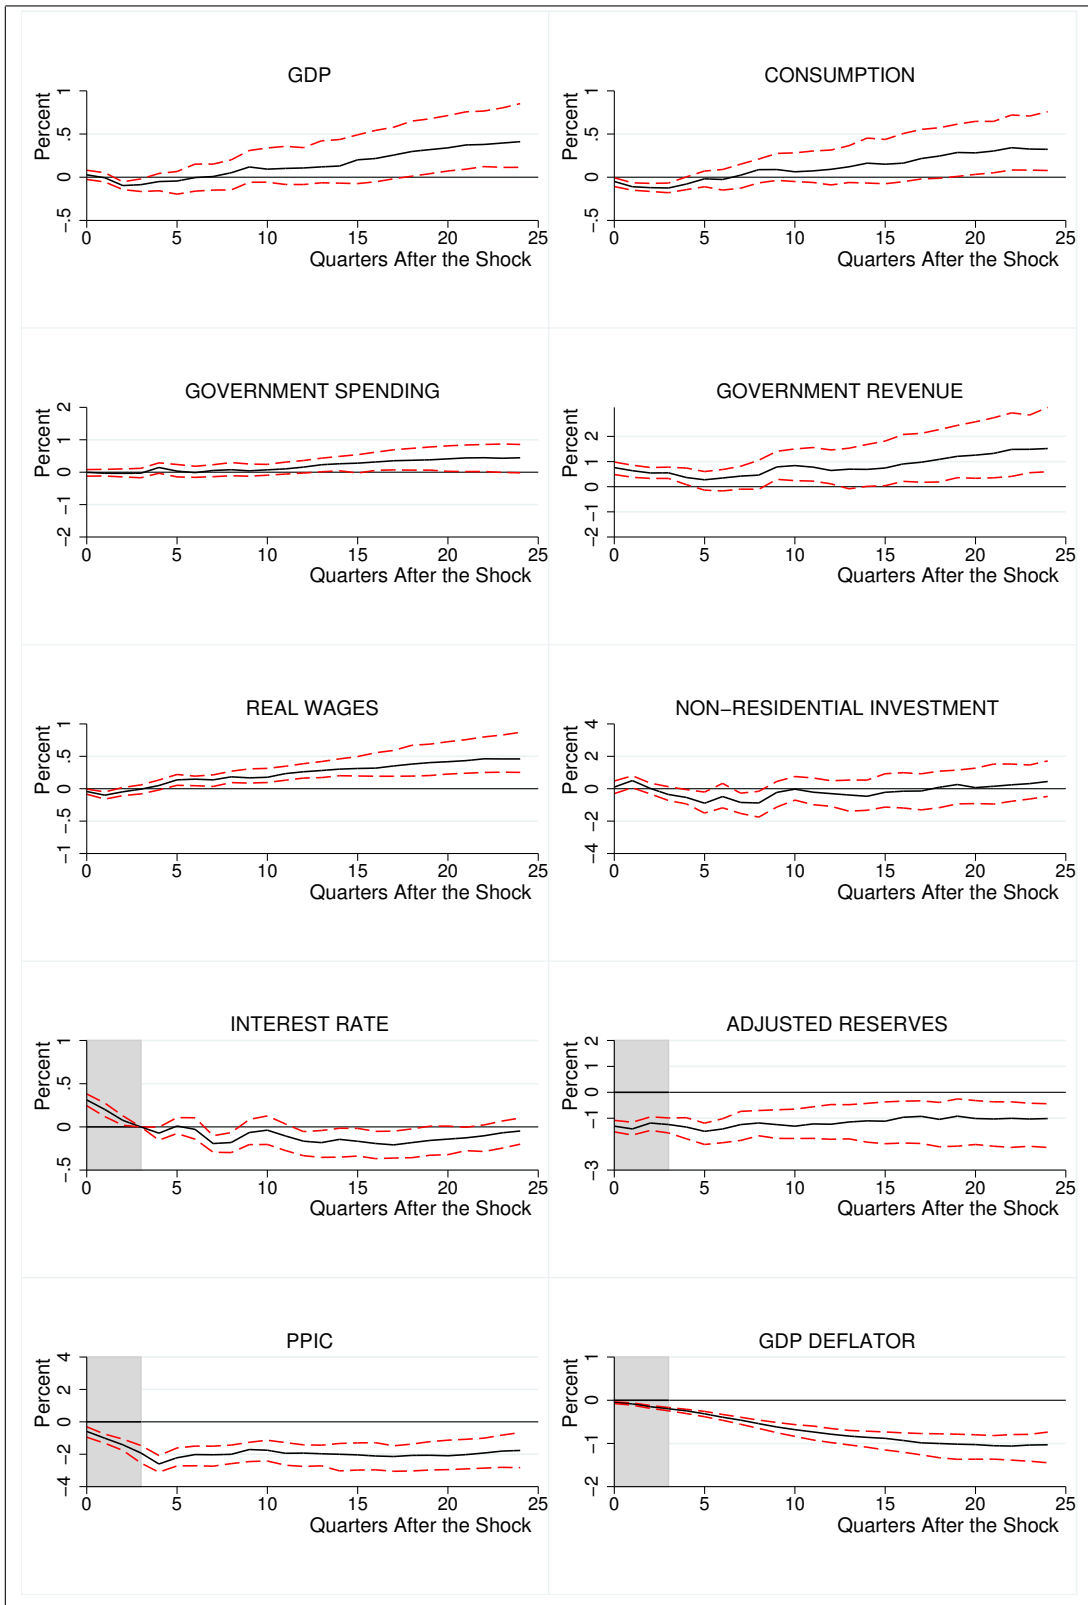 GDP
Percent
1
.5
0
-.5
0 5 10 15 20 25
Quarters After the Shock
CONSUMPTION
Percent
1
.5
0
-.5
0 5 10 15 20 25
Quarters After the Shock
GOVERNMENT SPENDING
Percent
2
1
0
-1
-2
0 5 10 15 20 25
Quarters After the Shock
GOVERNMENT REVENUE
Percent
2
1
0
-1
-2
0 5 10 15 20 25
Quarters After the Shock
REAL WAGES
Percent
1
.5
0
-.5
-1
0 5 10 15 20 25
Quarters After the Shock
NON-RESIDENTIAL INVESTMENT
Percent
4
2
0
-2
-4
0 5 10 15 20 25
Quarters After the Shock
INTEREST RATE
Percent
1
.5
0
-.5
0 5 10 15 20 25
Quarters After the Shock
ADJUSTED RESERVES
Percent
2
1
0
-1
-3
0 5 10 15 20 25
Quarters After the Shock
PPIC
Percent
4
2
0
-2
-4
0 5 10 15 20 25
Quarters After the Shock
GDP DEFLATOR
Percent
1
0
-1
-2
0 5 10 15 20 25
Quarters After the Shock